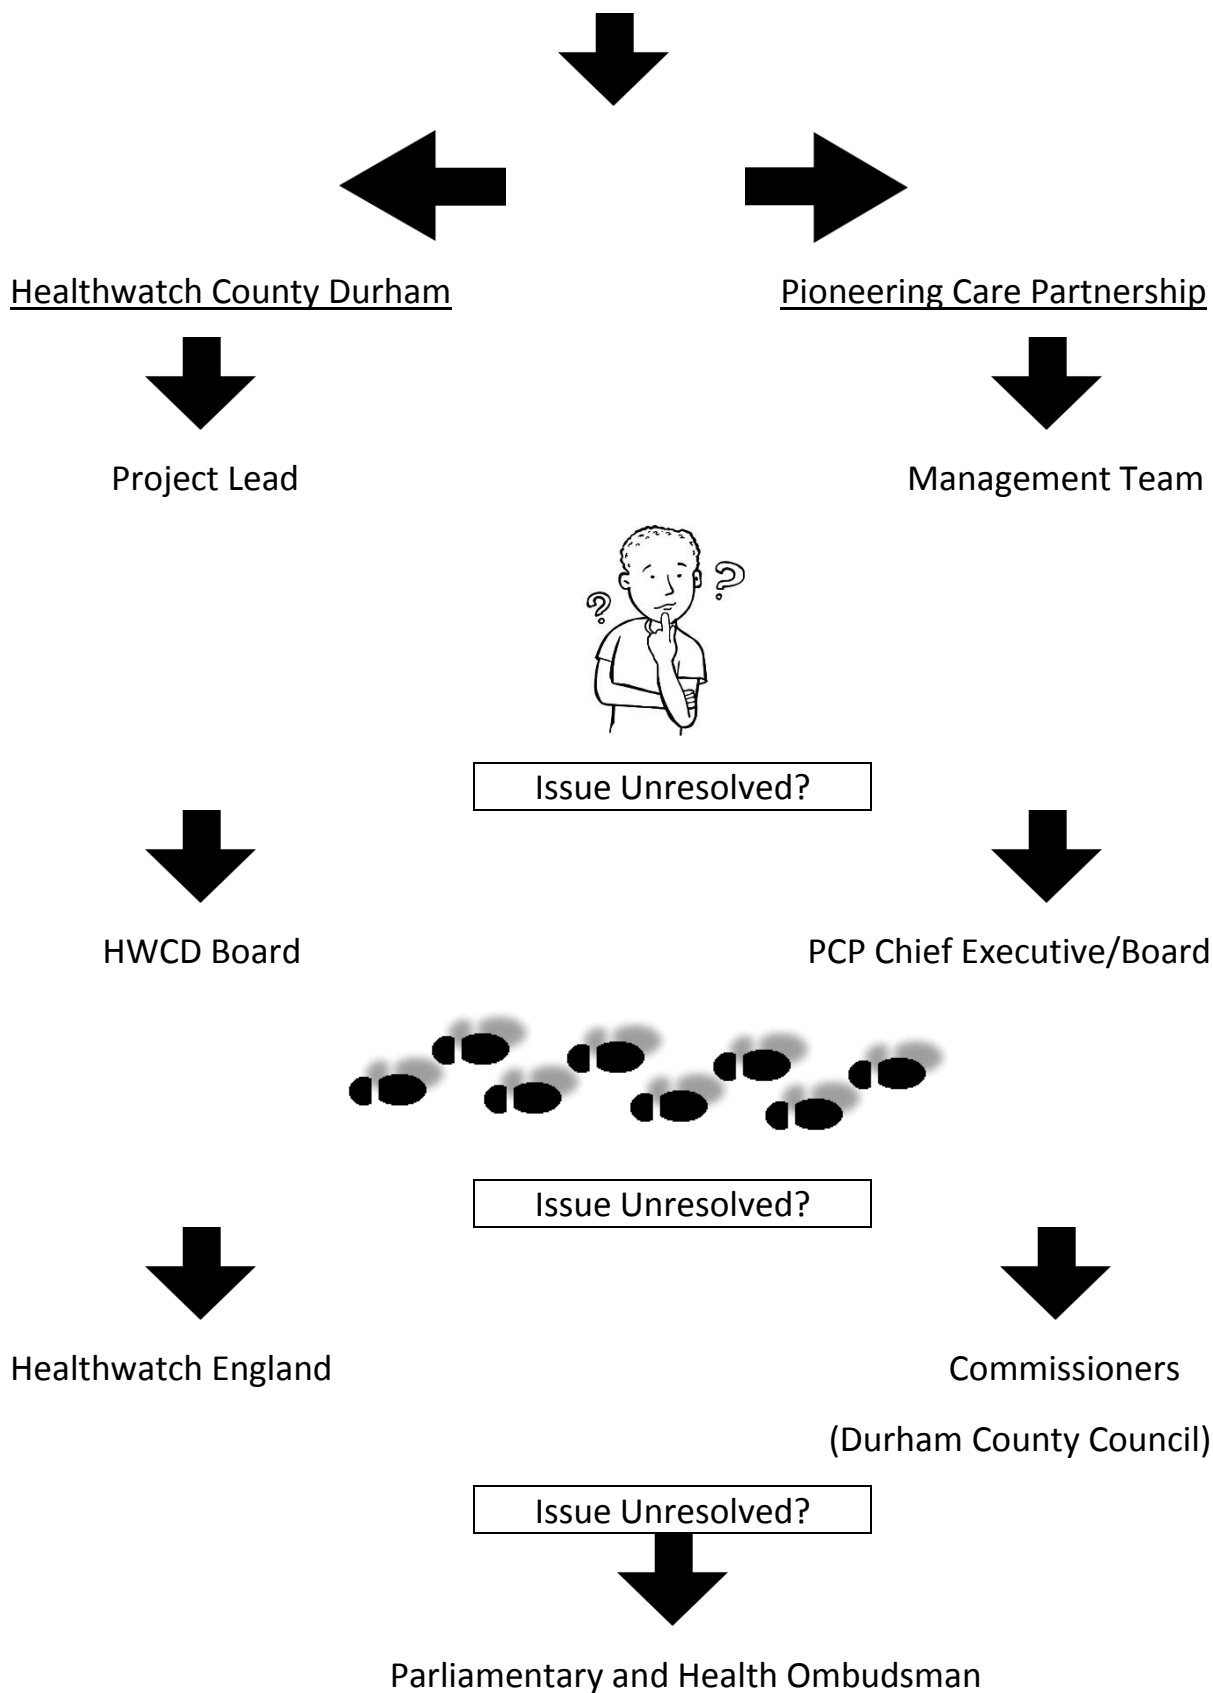 Healthwatch County Durham
Pioneering Care Partnership
Project Lead
Management Team
? ?
Issue Unresolved?
HWCD Board
PCP Chief Executive/Board
Issue Unresolved?
Healthwatch England
Commissioners
(Durham County Council)
Issue Unresolved?
Parliamentary and Health Ombudsman